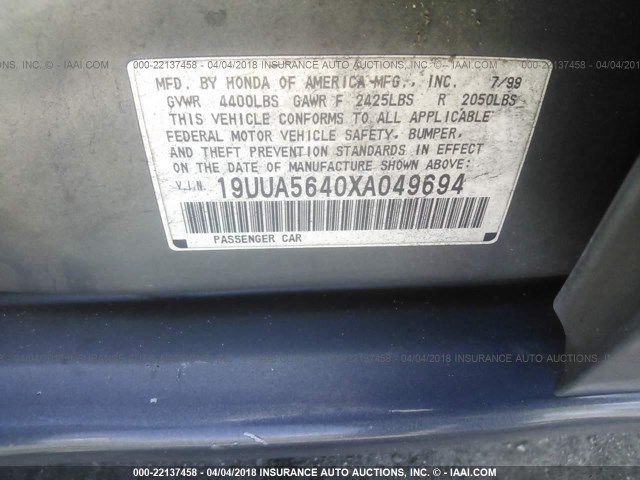 000-22137458 - 04/04/2018 INSURANCE AUTO AUCTIONS, INC. - © - IAAI.COM
MFD. BY HONDA OF AMERICA MFG., INC. 7/99
GVWR 4400LBS GAWR F 2425LBS R 2050LBS
THIS VEHICLE CONFORMS TO ALL APPLICABLE
FEDERAL MOTOR VEHICLE SAFETY, BUMPER,
AND THEFT PREVENTION STANDARDS IN EFFECT
ON THE DATE OF MANUFACTURE SHOWN ABOVE:
V.I.N. 19UUA5640XA049694
PASSENGER CAR
000-22137458 - 04/04/2018 INSURANCE AUTO AUCTIONS, INC. - © - IAAI.COM